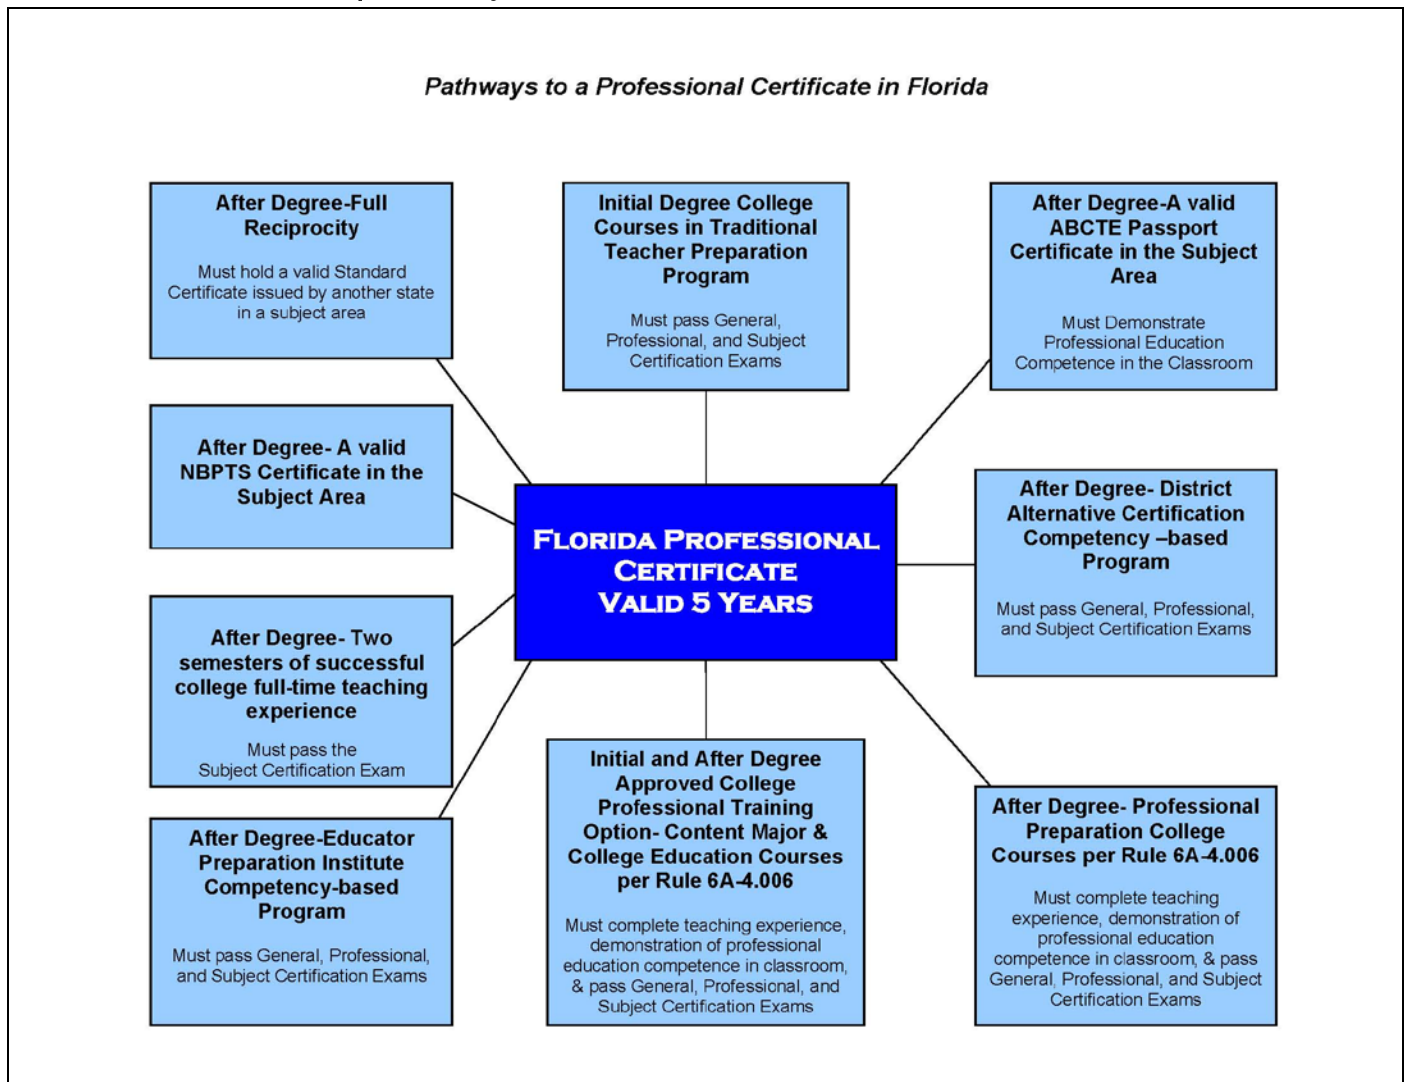 Pathways to a Professional Certificate in Florida
After Degree-Full
Reciprocity
Must hold a valid Standard
Certificate issued by another state
in a subject area
Initial Degree College
Courses in Traditional
Teacher Preparation
Program
Must pass General,
Professional, and Subject
Certification Exams
After Degree-A valid
ABCTE Passport
Certificate in the Subject
Area
Must Demonstrate
Professional Education
Competence in the Classroom
After Degree- A valid
NBPTS Certificate in the
Subject Area
FLORIDA PROFESSIONAL
CERTIFICATE
VALID 5 YEARS
After Degree- District
Alternative Certification
Competency –based
Program
Must pass General, Professional,
and Subject Certification Exams
After Degree- Two
semesters of successful
college full-time teaching
experience
Must pass the
Subject Certification Exam
After Degree-Educator
Preparation Institute
Competency-based
Program
Must pass General, Professional,
and Subject Certification Exams
Initial and After Degree
Approved College
Professional Training
Option- Content Major &
College Education Courses
per Rule 6A-4.006
Must complete teaching experience,
demonstration of professional
education competence in classroom,
& pass General, Professional, and
Subject Certification Exams
After Degree- Professional
Preparation College
Courses per Rule 6A-4.006
Must complete teaching
experience, demonstration of
professional education
competence in classroom, & pass
General, Professional, and Subject
Certification Exams